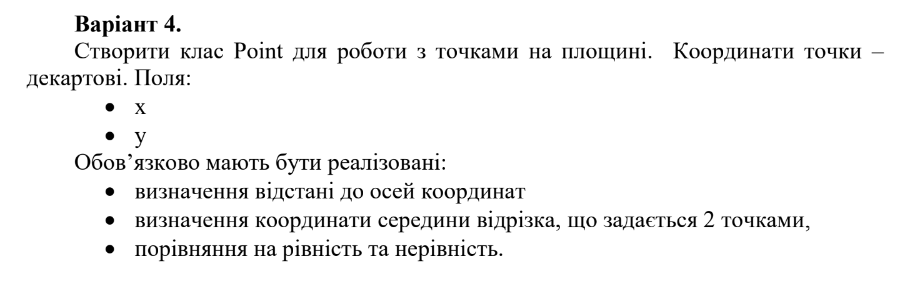 Варіант 4.
Створити клас Point для роботи з точками на площині. Координати точки –
декартові. Поля:
• x
• y
Обов’язково мають бути реалізовані:
• визначення відстані до осей координат
• визначення координати середини відрізка, що задається 2 точками,
• порівняння на рівність та нерівність.